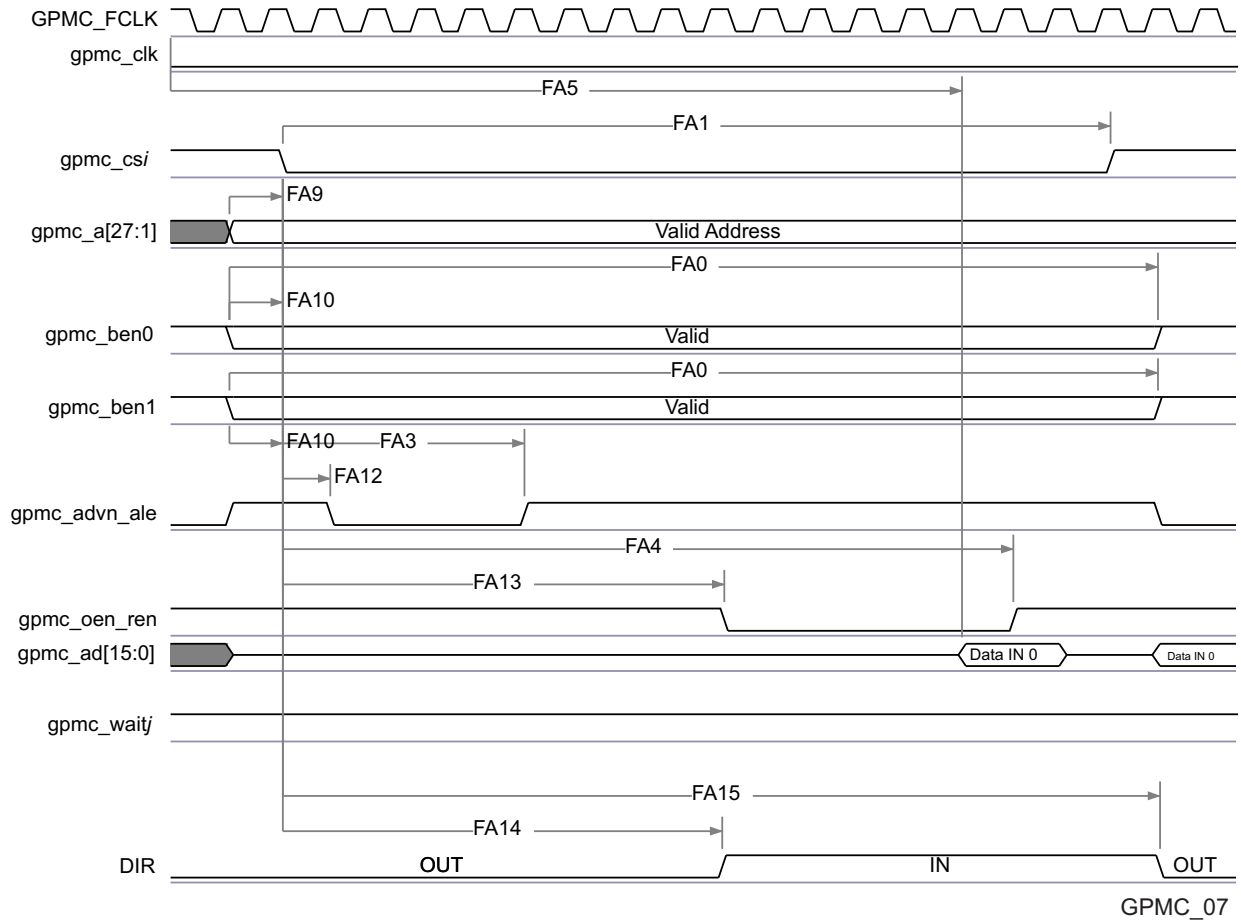 GPMC_FCLK
gpmc_clk
FA5
FA1
gpmc_csi
FA9
gpmc_a[27:1]
Valid Address
FA0
FA10
gpmc_ben0
Valid
FA0
gpmc_ben1
Valid
FA10
FA3
FA12
gpmc_advn_ale
FA4
FA13
gpmc_oen_ren
gpmc_ad[15:0]
Data IN 0
Data IN 0
gpmc_waitj
FA15
FA14
DIR
OUT
IN
OUT
GPMC_07